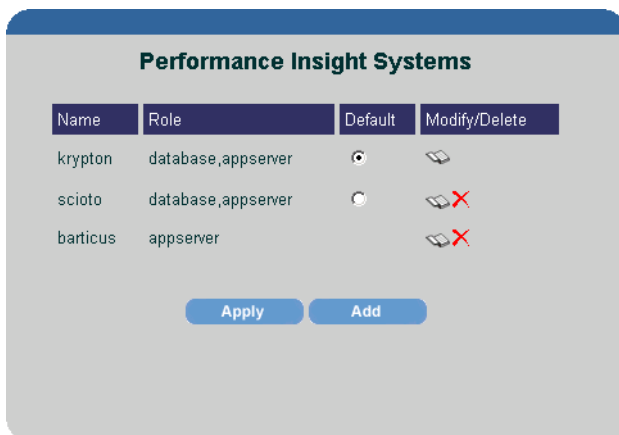 Performance Insight Systems
Name Role Default Modify/Delete
krypton database,appserver
scioto database,appserver
barticus appserver
Apply Add